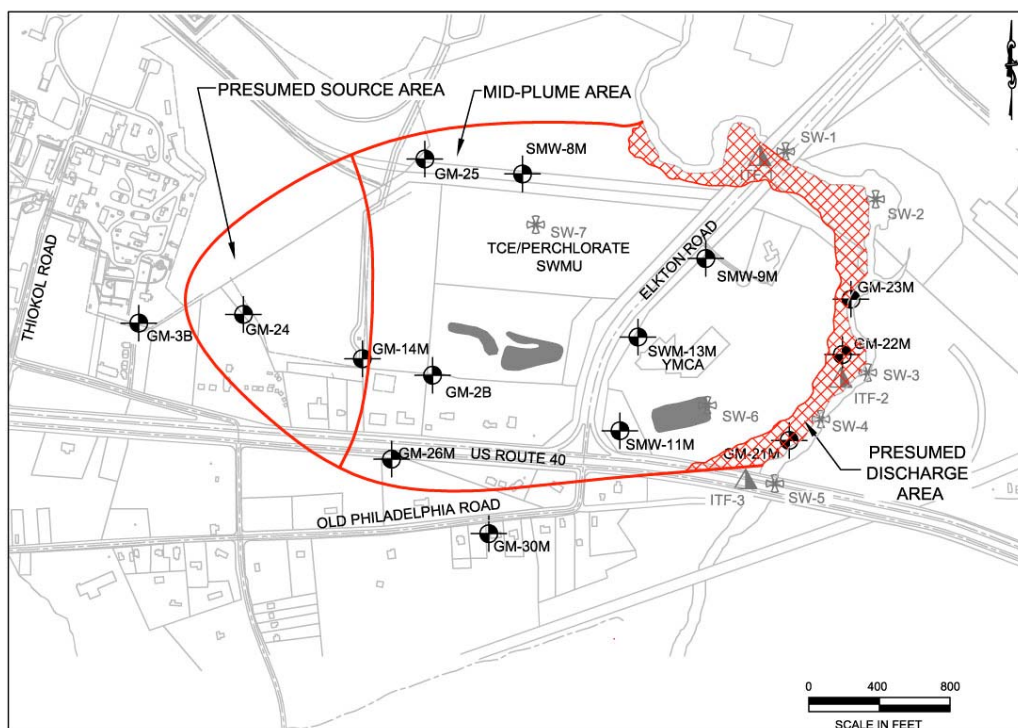 PRESUMED SOURCE AREA
MID-PLUME AREA
SMW-8M
GM-25
SW-1
ITF-1
SW-2
SW-7
TCE/PERCHLORATE
SWMU
ELKTON ROAD
SMW-9M
GM-23M
THIOKOL ROAD
GM-3B
GM-24
GM-14M
GM-2B
SWM-13M
YMCA
GM-22M
SW-3
ITF-2
SW-6
SW-4
SMW-11M
GM-21M
PRESUMED
DISCHARGE
AREA
GM-26M
US ROUTE 40
ITF-3
SW-5
OLD PHILADELPHIA ROAD
GM-30M
0 400 800
SCALE IN FEET